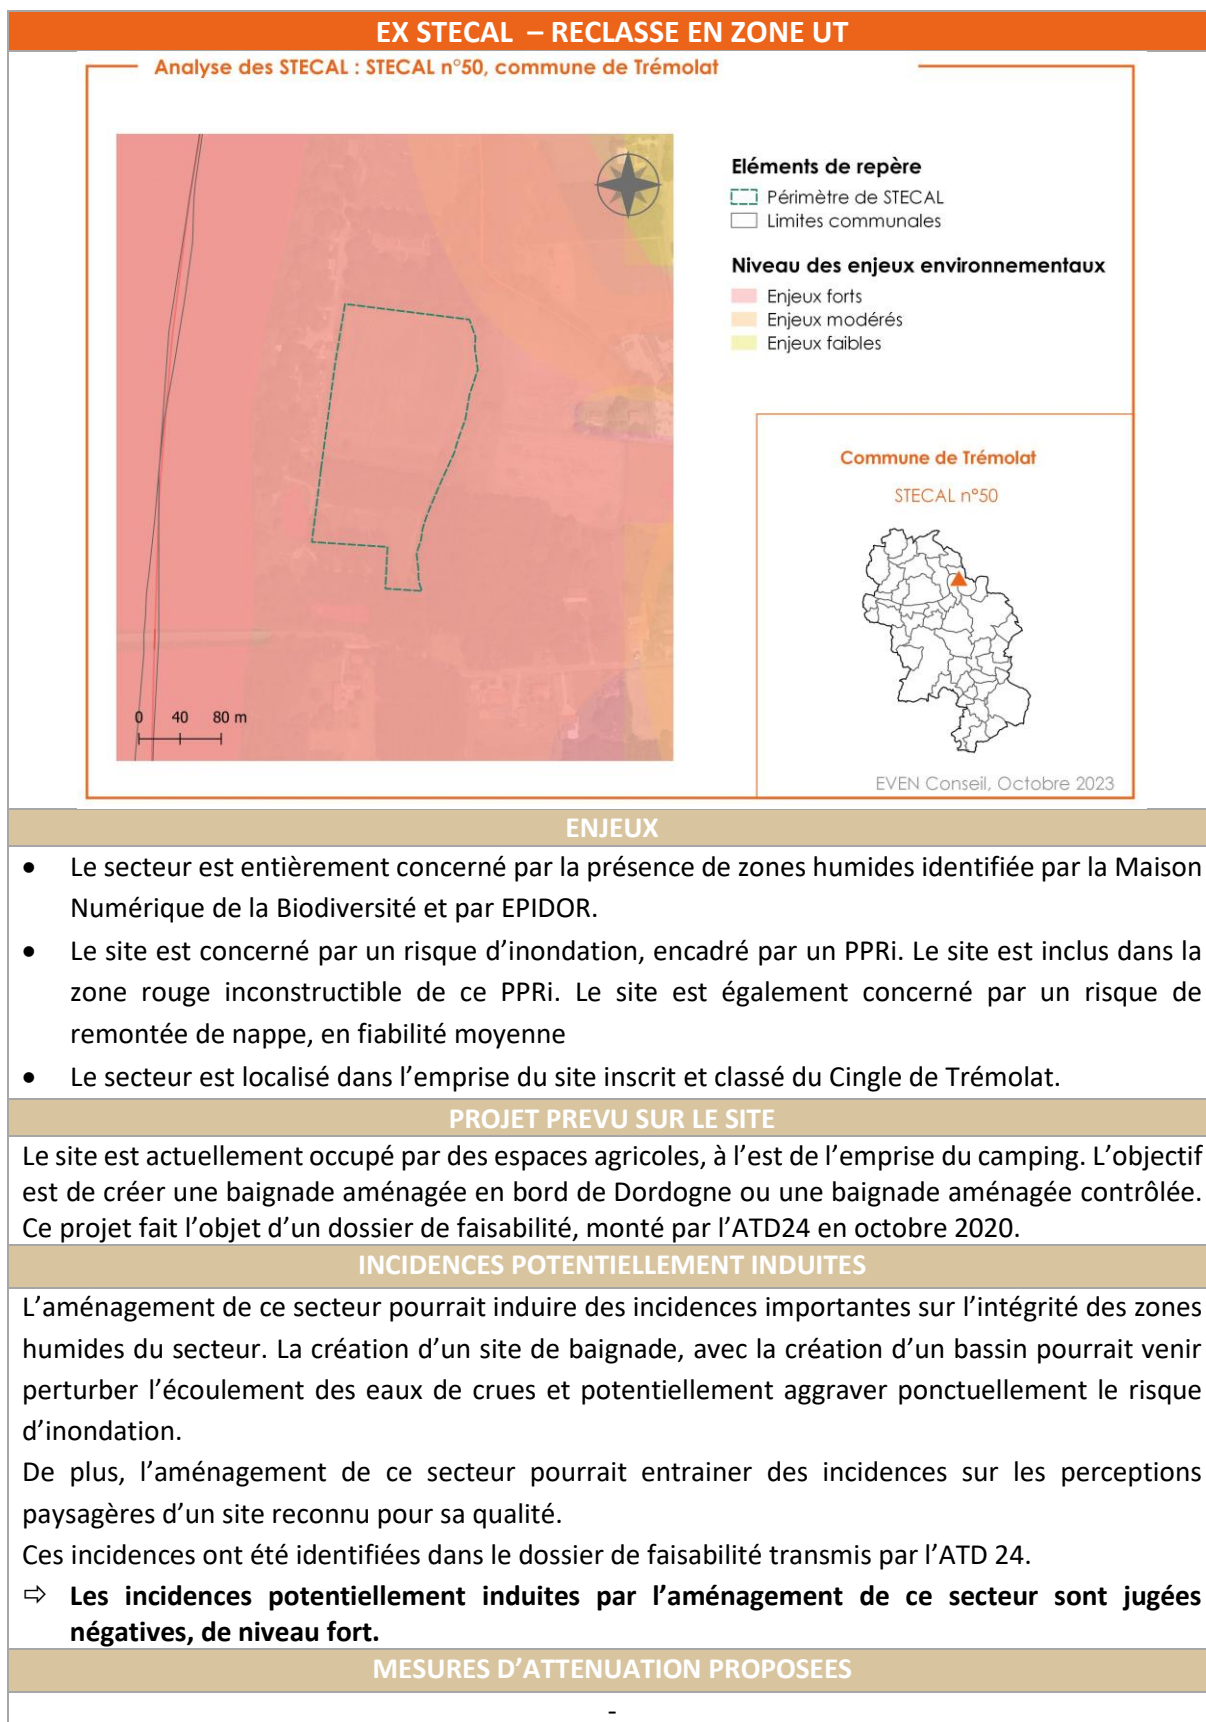 EX STECAL – RECLASSE EN ZONE UT
Analyse des STECAL : STECAL n°50, commune de Trémolat
Eléments de repère
Périmètre de STECAL
Limites communales
Niveau des enjeux environnementaux
Enjeux forts
Enjeux modérés
Enjeux faibles
0 40 80 m
Commune de Trémolat
STECAL n°50
EVEN Conseil, Octobre 2023
ENJEUX
• Le secteur est entièrement concerné par la présence de zones humides identifiée par la Maison
Numérique de la Biodiversité et par EPIDOR.
• Le site est concerné par un risque d’inondation, encadré par un PPRi. Le site est inclus dans la
zone rouge inconstructible de ce PPRi. Le site est également concerné par un risque de
remontée de nappe, en fiabilité moyenne
• Le secteur est localisé dans l’emprise du site inscrit et classé du Cingle de Trémolat.
PROJET PREVU SUR LE SITE
Le site est actuellement occupé par des espaces agricoles, à l’est de l’emprise du camping. L’objectif
est de créer une baignade aménagée en bord de Dordogne ou une baignade aménagée contrôlée.
Ce projet fait l’objet d’un dossier de faisabilité, monté par l’ATD24 en octobre 2020.
INCIDENCES POTENTIELLEMENT INDUITES
L’aménagement de ce secteur pourrait induire des incidences importantes sur l’intégrité des zones
humides du secteur. La création d’un site de baignade, avec la création d’un bassin pourrait venir
perturber l’écoulement des eaux de crues et potentiellement aggraver ponctuellement le risque
d’inondation.
De plus, l’aménagement de ce secteur pourrait entrainer des incidences sur les perceptions
paysagères d’un site reconnu pour sa qualité.
Ces incidences ont été identifiées dans le dossier de faisabilité transmis par l’ATD 24.
⇨ Les incidences potentiellement induites par l’aménagement de ce secteur sont jugées
négatives, de niveau fort.
MESURES D’ATTENUATION PROPOSEES
-